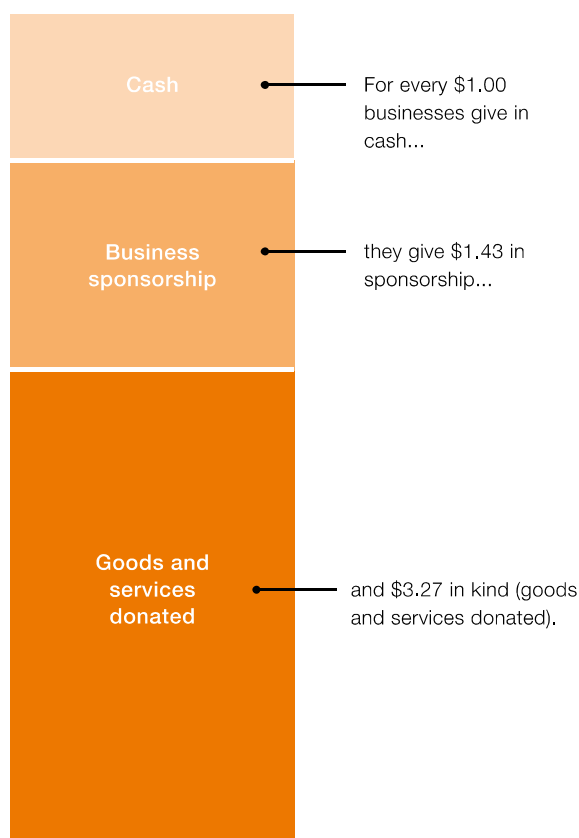 Cash
For every $1.00
businesses give in
cash...
Business
sponsorship
they give $1.43 in
sponsorship...
Goods and
services
donated
and $3.27 in kind (goods
and services donated).